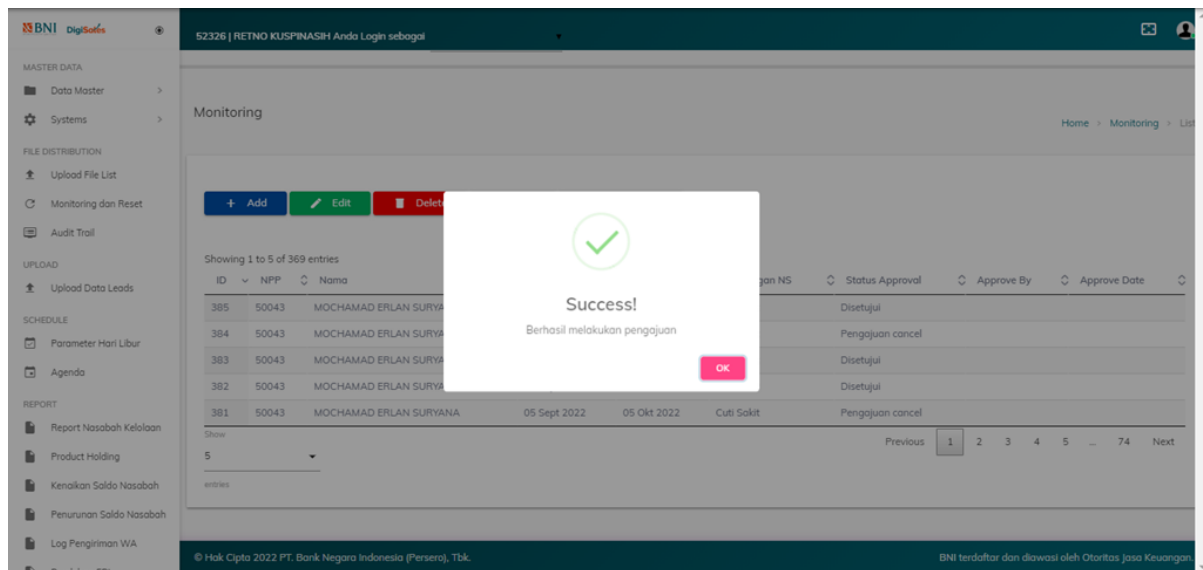 BNI DigiSales
52326 | RETNO KUSPINASIH Anda Login sebagai
MASTER DATA
Data Master
Systems
FILE DISTRIBUTION
Upload File List
Monitoring dan Reset
Audit Trail
UPLOAD
Upload Data Leads
SCHEDULE
Parameter Hari Libur
Agenda
REPORT
Report Nasabah Kelolaan
Product Holding
Kenaikan Saldo Nasabah
Penurunan Saldo Nasabah
Log Pengiriman WA
Monitoring
Home > Monitoring > List
+ Add
Edit
Delet
Showing 1 to 5 of 369 entries
ID NPP Nama gan NS Status Approval Approve By Approve Date
385 50043 MOCHAMAD ERLAN SURYA Disetujui
384 50043 MOCHAMAD ERLAN SURYA Pengajuan cancel
383 50043 MOCHAMAD ERLAN SURYA Disetujui
382 50043 MOCHAMAD ERLAN SURYA Disetujui
381 50043 MOCHAMAD ERLAN SURYANA 05 Sept 2022 05 Okt 2022 Cuti Sakit Pengajuan cancel
Success!
Berhasil melakukan pengajuan
OK
Show
5
entries
Previous 1 2 3 4 5 ... 74 Next
© Hak Cipta 2022 PT. Bank Negara Indonesia (Persero), Tbk.
BNI terdaftar dan diawasi oleh Otoritas Jasa Keuangan.